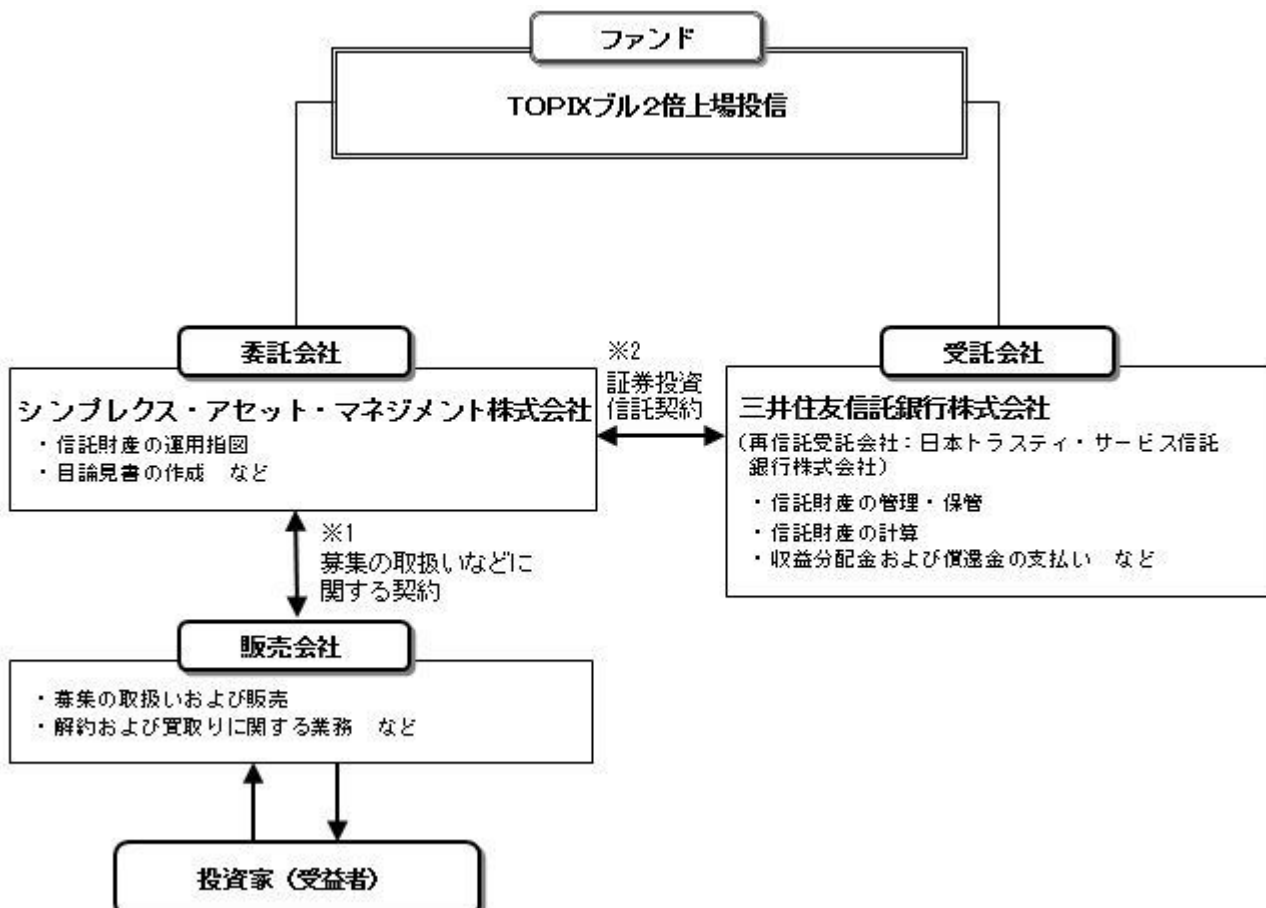 ファンド
TOPIXブル2倍上場投信
委託会社
シンプレクス・アセット・マネジメント株式会社
・信託財産の運用指図
・目論見書の作成 など
※2
証券投資
信託契約
受託会社
三井住友信託銀行株式会社
(再信託受託会社:日本トラスティ・サービス信託
銀行株式会社)
・信託財産の管理・保管
・信託財産の計算
・収益分配金および償還金の支払い など
※1
募集の取扱いなどに
関する契約
販売会社
・募集の取扱いおよび販売
・解約および買取りに関する業務 など
投資家(受益者)